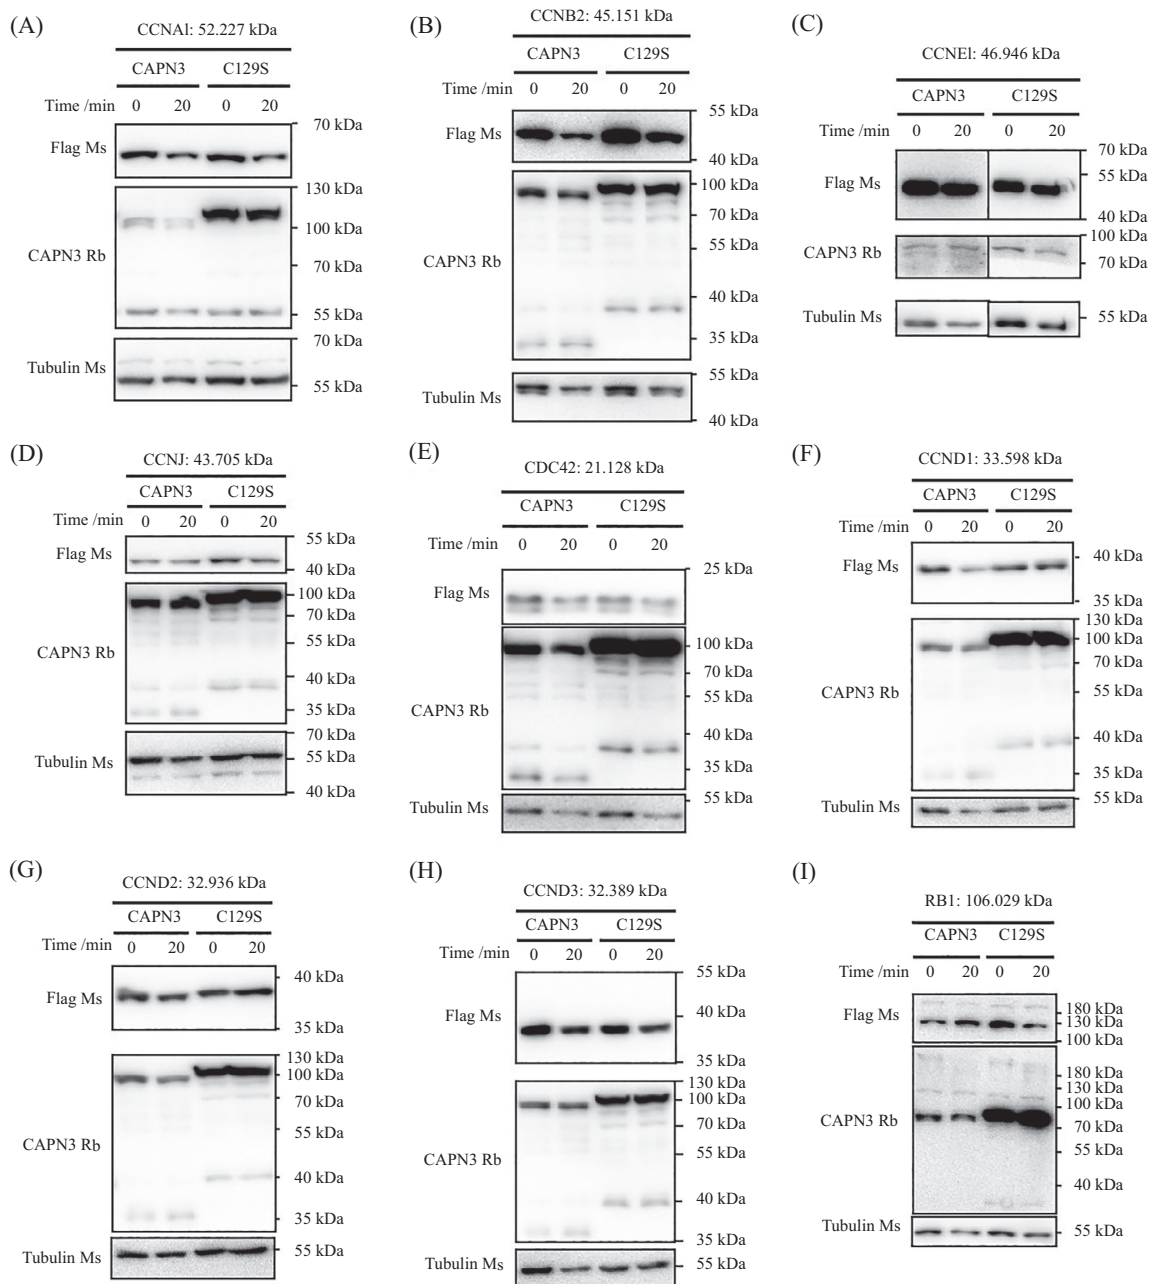 (A)
CCNAl: 52.227 kDa
CAPN3 C129S
Time /min 0 20 0 20
70 kDa
Flag Ms
130 kDa
100 kDa
CAPN3 Rb
70 kDa
55 kDa
70 kDa
Tubulin Ms
55 kDa
(B)
CCNB2: 45.151 kDa
CAPN3 C129S
Time /min 0 20 0 20
55 kDa
Flag Ms
40 kDa
100 kDa
70 kDa
55 kDa
CAPN3 Rb
40 kDa
35 kDa
55 kDa
Tubulin Ms
40 kDa
(C)
CCNEl: 46.946 kDa
CAPN3 C129S
Time /min 0 20 0 20
70 kDa
55 kDa
Flag Ms
40 kDa
100 kDa
CAPN3 Rb
70 kDa
Tubulin Ms
55 kDa
(D)
CCNJ: 43.705 kDa
CAPN3 C129S
Time /min 0 20 0 20
55 kDa
Flag Ms
40 kDa
100 kDa
70 kDa
55 kDa
CAPN3 Rb
40 kDa
35 kDa
70 kDa
Tubulin Ms
55 kDa
40 kDa
(E)
CDC42: 21.128 kDa
CAPN3 C129S
Time /min 0 20 0 20
25 kDa
Flag Ms
100 kDa
70 kDa
55 kDa
CAPN3 Rb
40 kDa
35 kDa
55 kDa
Tubulin Ms
(F)
CCND1: 33.598 kDa
CAPN3 C129S
Time /min 0 20 0 20
40 kDa
Flag Ms
35 kDa
130 kDa
100 kDa
70 kDa
CAPN3 Rb
55 kDa
40 kDa
35 kDa
55 kDa
Tubulin Ms
(G)
CCND2: 32.936 kDa
CAPN3 C129S
Time /min 0 20 0 20
40 kDa
Flag Ms
35 kDa
130 kDa
100 kDa
70 kDa
55 kDa
CAPN3 Rb
40 kDa
35 kDa
55 kDa
Tubulin Ms
(H)
CCND3: 32.389 kDa
CAPN3 C129S
Time /min 0 20 0 20
55 kDa
Flag Ms
40 kDa
35 kDa
130 kDa
100 kDa
70 kDa
55 kDa
CAPN3 Rb
40 kDa
35 kDa
Tubulin Ms
55 kDa
(I)
RB1: 106.029 kDa
CAPN3 C129S
Time /min 0 20 0 20
180 kDa
Flag Ms
130 kDa
100 kDa
180 kDa
130 kDa
100 kDa
CAPN3 Rb
70 kDa
40 kDa
Tubulin Ms
55 kDa